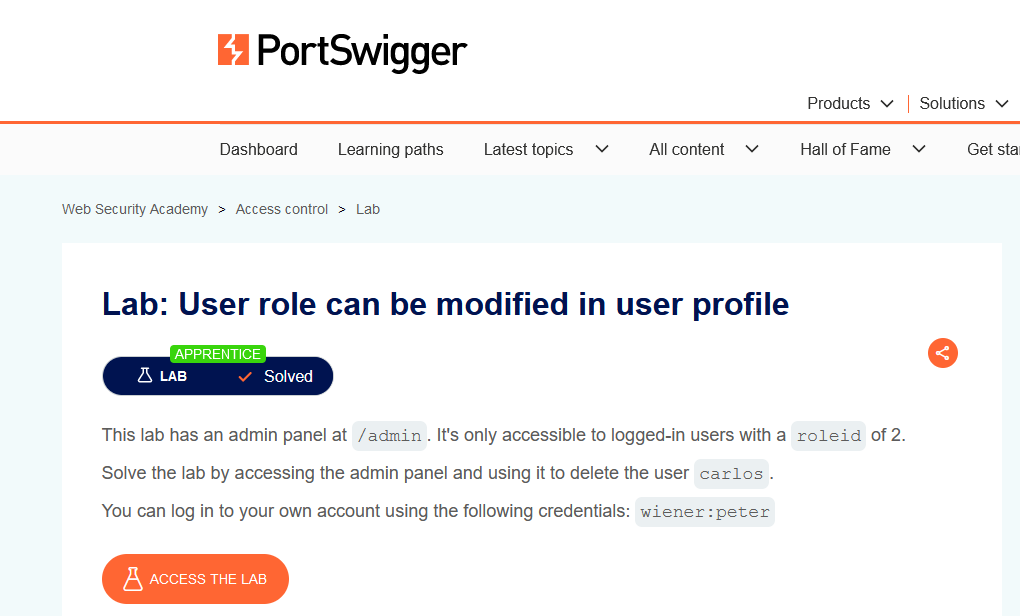 PortSwigger
Products Solutions
Dashboard Learning paths Latest topics All content Hall of Fame Get sta
Web Security Academy > Access control > Lab
Lab: User role can be modified in user profile
APPRENTICE
LAB Solved
This lab has an admin panel at /admin. It's only accessible to logged-in users with a roleid of 2.
Solve the lab by accessing the admin panel and using it to delete the user carlos.
You can log in to your own account using the following credentials: wiener:peter
ACCESS THE LAB